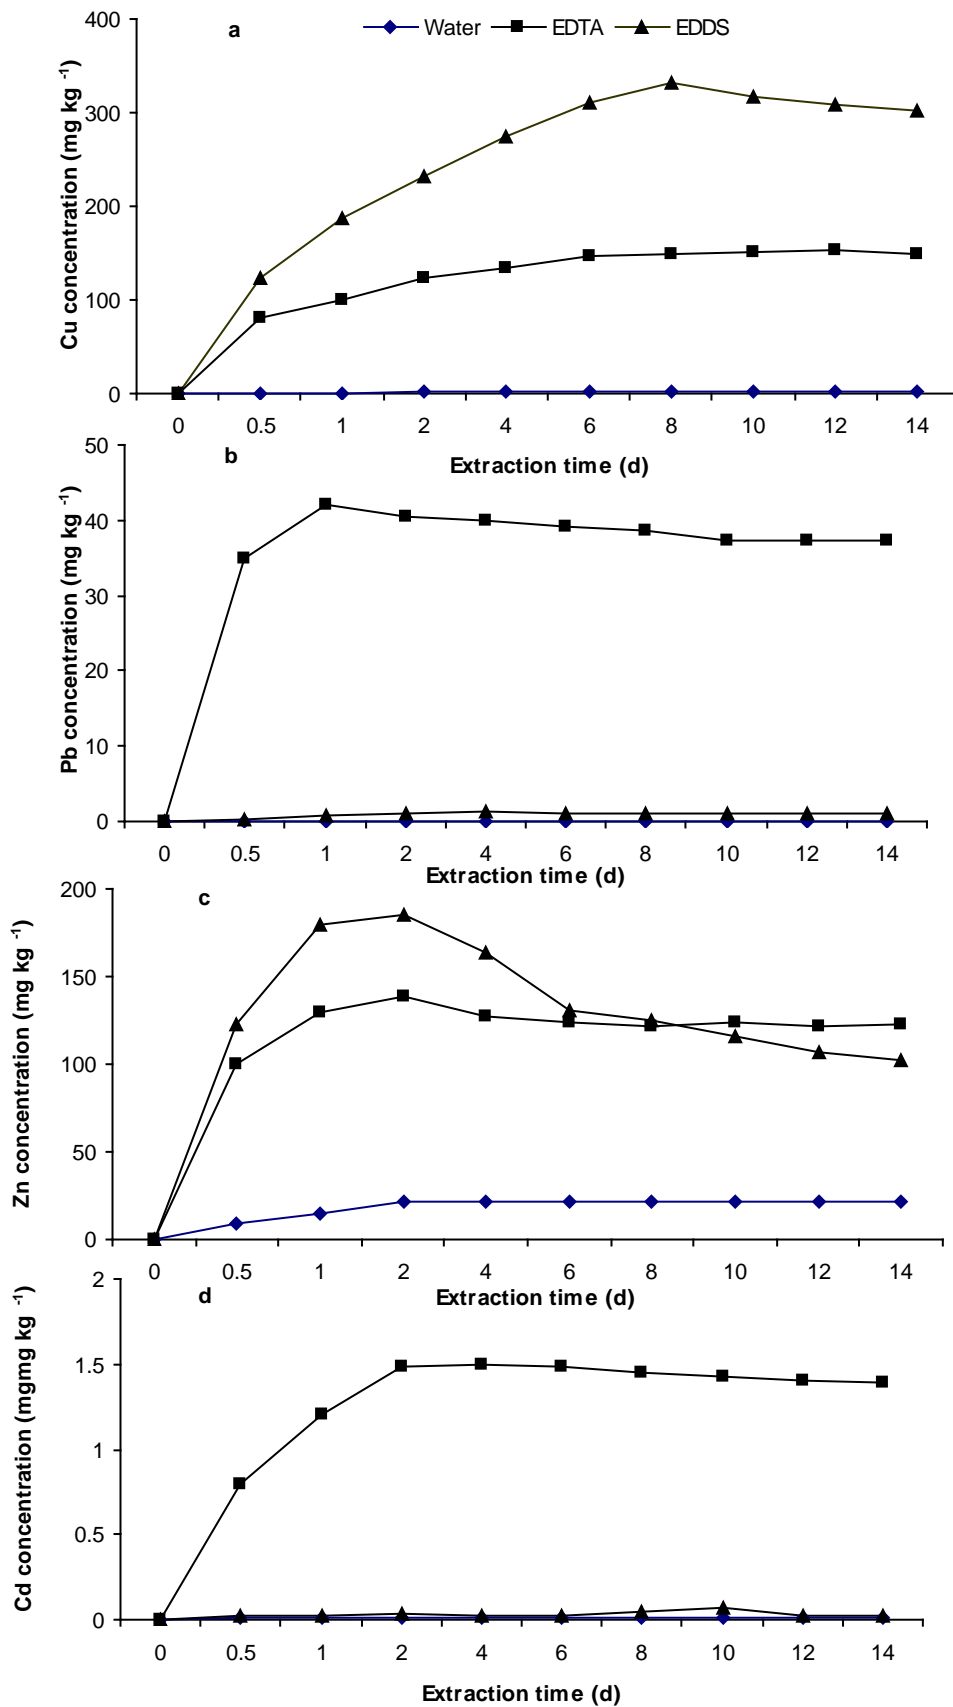 a
Water EDTA EDDS
Cu concentration (mg kg -1)
400
300
200
100
0
0 0.5 1 2 4 6 8 10 12 14
Extraction time (d)
b
Pb concentration (mg kg -1)
50
40
30
20
10
0
0 0.5 1 2 4 6 8 10 12 14
Extraction time (d)
c
Zn concentration (mg kg -1)
200
150
100
50
0
0 0.5 1 2 4 6 8 10 12 14
Extraction time (d)
d
Cd concentration (mgmg kg -1)
2
1.5
1
0.5
0
0 0.5 1 2 4 6 8 10 12 14
Extraction time (d)